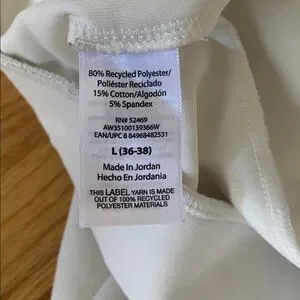 80% Recycled Polyester/
Poliéster Reciclado
15% Cotton/Algodón
5% Spandex
RN# 52469
AW35100139366W
EAN/UPC 8 84968482531
L (36-38)
Made In Jordan
Hecho En Jordania
THIS LABEL YARN IS MADE
OUT OF 100% RECYCLED
POLYESTER MATERIALS